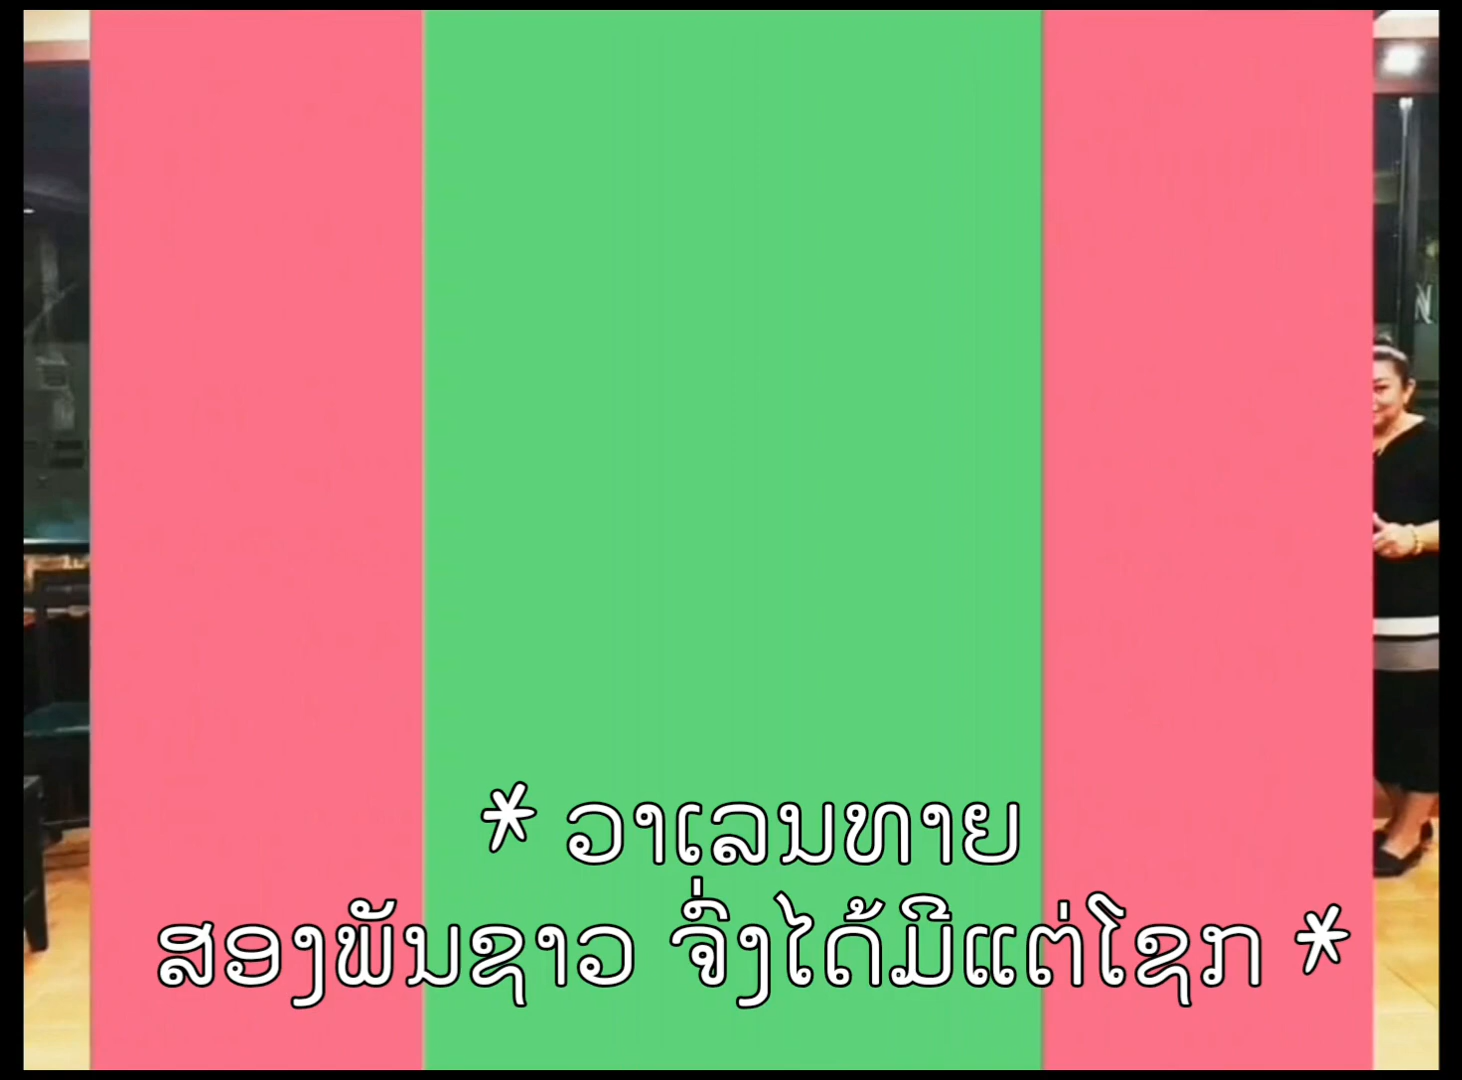 * ວາເລນທາຍ
ສອງພັນຊາວ ຈົ່ງໄດ້ມີແຕ່ໂຊກ *